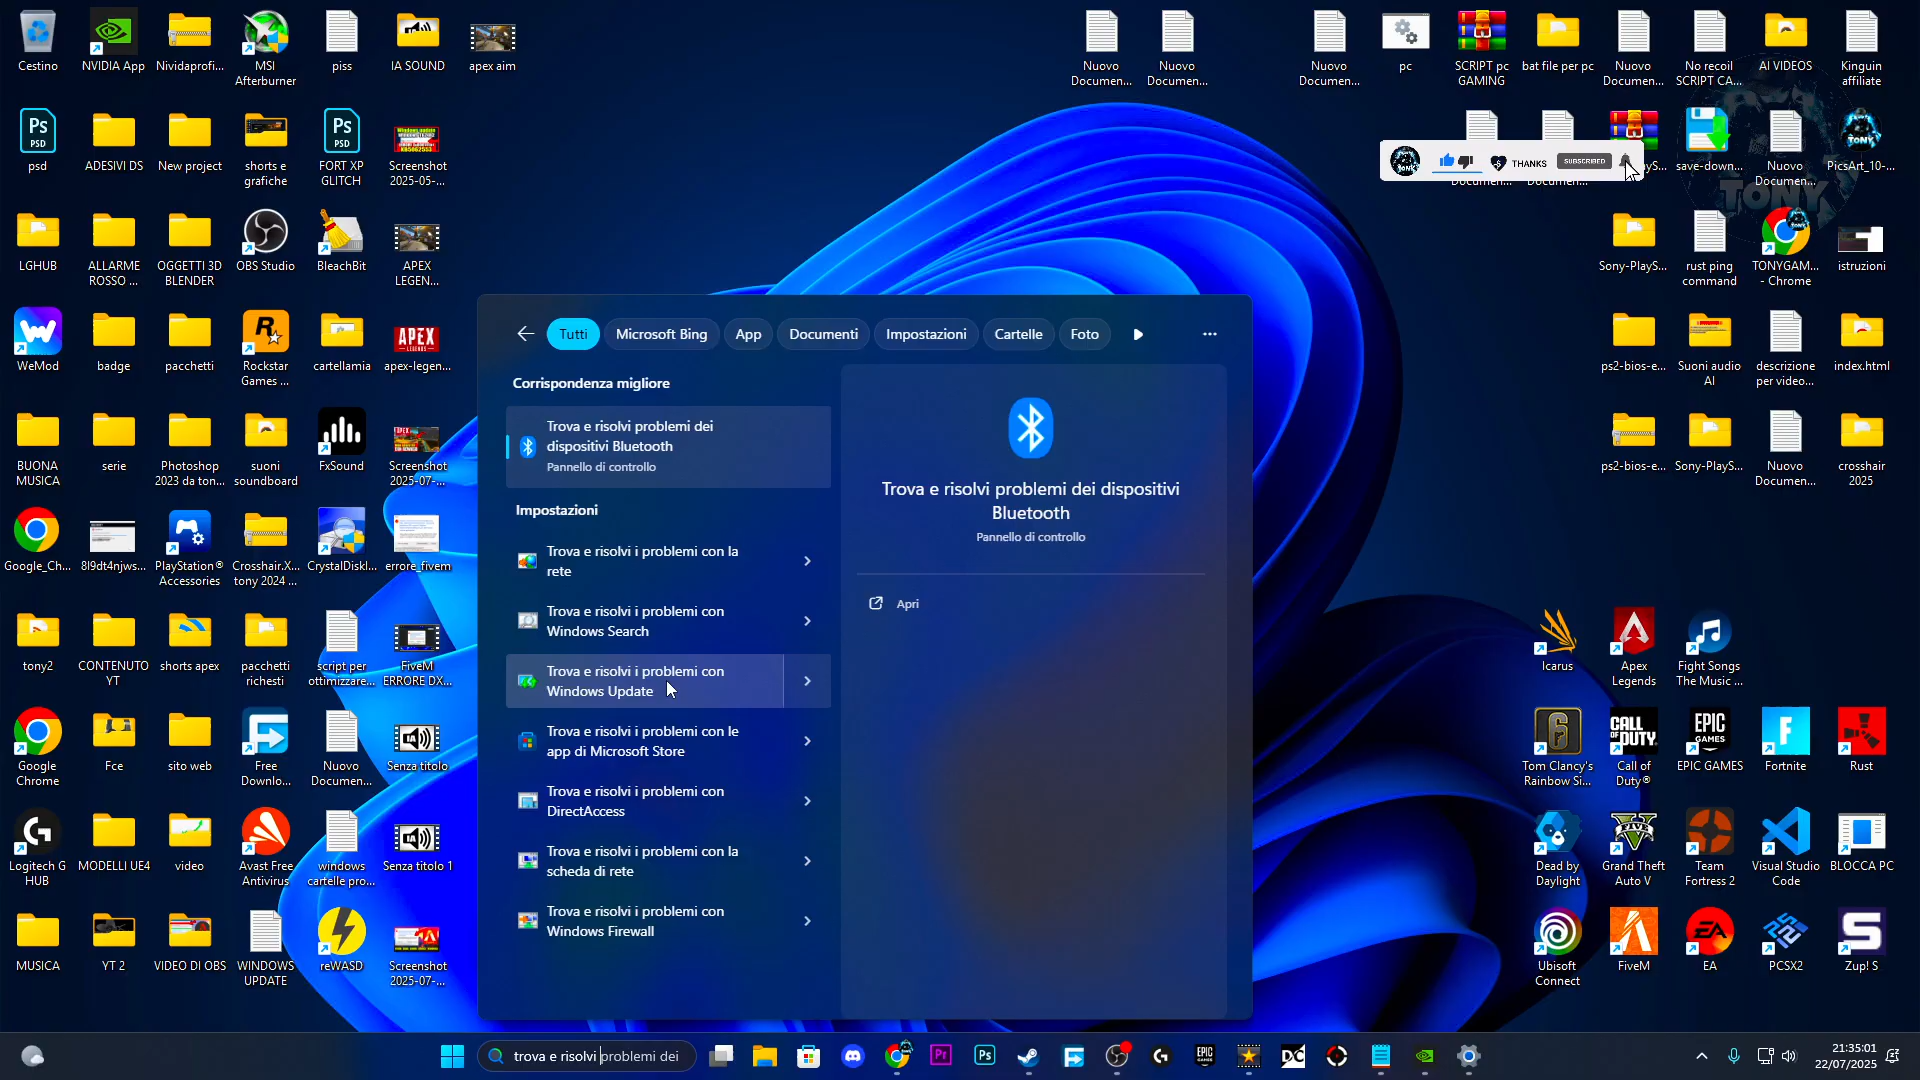 Cestino
NVIDIA App
Nividaprofi...
MSI
Afterburner
piss
IA SOUND
apex aim
Nuovo
Documen...
Nuovo
Documen...
Nuovo
Documen...
pc
SCRIPT pc
GAMING
bat file per pc
Nuovo
Documen...
No recoil
SCRIPT CA...
AI VIDEOS
Kinguin
affiliate
psd
ADESIVI DS
New project
shorts e
grafiche
FORT XP
GLITCH
Screenshot
2025-05-...
THANKS
SUBSCRIBED
save-down...
Nuovo
Documen...
PicsArt_10-...
TONY
LGHUB
ALLARME
ROSSO ...
OGGETTI 3D
BLENDER
OBS Studio
BleachBit
APEX
LEGEN...
Sony-PlayS...
rust ping
command
TONYGAM...
- Chrome
istruzioni
WeMod
badge
pacchetti
Rockstar
Games ...
cartellamia
apex-legen...
ps2-bios-e...
Suoni audio
AI
descrizione
per video...
index.html
BUONA
MUSICA
serie
Photoshop
2023 da ton...
suoni
soundboard
FxSound
Screenshot
2025-07-...
ps2-bios-e...
Sony-PlayS...
Nuovo
Documen...
crosshair
2025
Google_Ch...
8l9dt4njws...
PlayStation®
Accessories
Crosshair.X...
tony 2024 ...
CrystalDiskI...
errore_fivem
tony2
CONTENUTO
YT
shorts apex
pacchetti
richesti
script per
ottimizzare...
FiveM
ERRORE DX...
Icarus
Apex
Legends
Fight Songs
The Music ...
Google
Chrome
Fce
sito web
Free
Downlo...
Nuovo
Documen...
Senza titolo
Tom Clancy's
Rainbow Si...
Call of
Duty®
EPIC GAMES
Fortnite
Rust
Logitech G
HUB
MODELLI UE4
video
Avast Free
Antivirus
windows
cartelle pro...
Senza titolo 1
Dead by
Daylight
Grand Theft
Auto V
Team
Fortress 2
Visual Studio
Code
BLOCCA PC
MUSICA
YT 2
VIDEO DI OBS
WINDOWS
UPDATE
reWASD
Screenshot
2025-07-...
Ubisoft
Connect
FiveM
EA
PCSX2
Zup! S
Tutti
Microsoft Bing
App
Documenti
Impostazioni
Cartelle
Foto
Corrispondenza migliore
Trova e risolvi problemi dei
dispositivi Bluetooth
Pannello di controllo
Impostazioni
Trova e risolvi i problemi con la
rete
Trova e risolvi i problemi con
Windows Search
Trova e risolvi i problemi con
Windows Update
Trova e risolvi i problemi con le
app di Microsoft Store
Trova e risolvi i problemi con
DirectAccess
Trova e risolvi i problemi con la
scheda di rete
Trova e risolvi i problemi con
Windows Firewall
Trova e risolvi problemi dei dispositivi
Bluetooth
Pannello di controllo
Apri
trova e risolvi problemi dei
21:35:01
22/07/2025